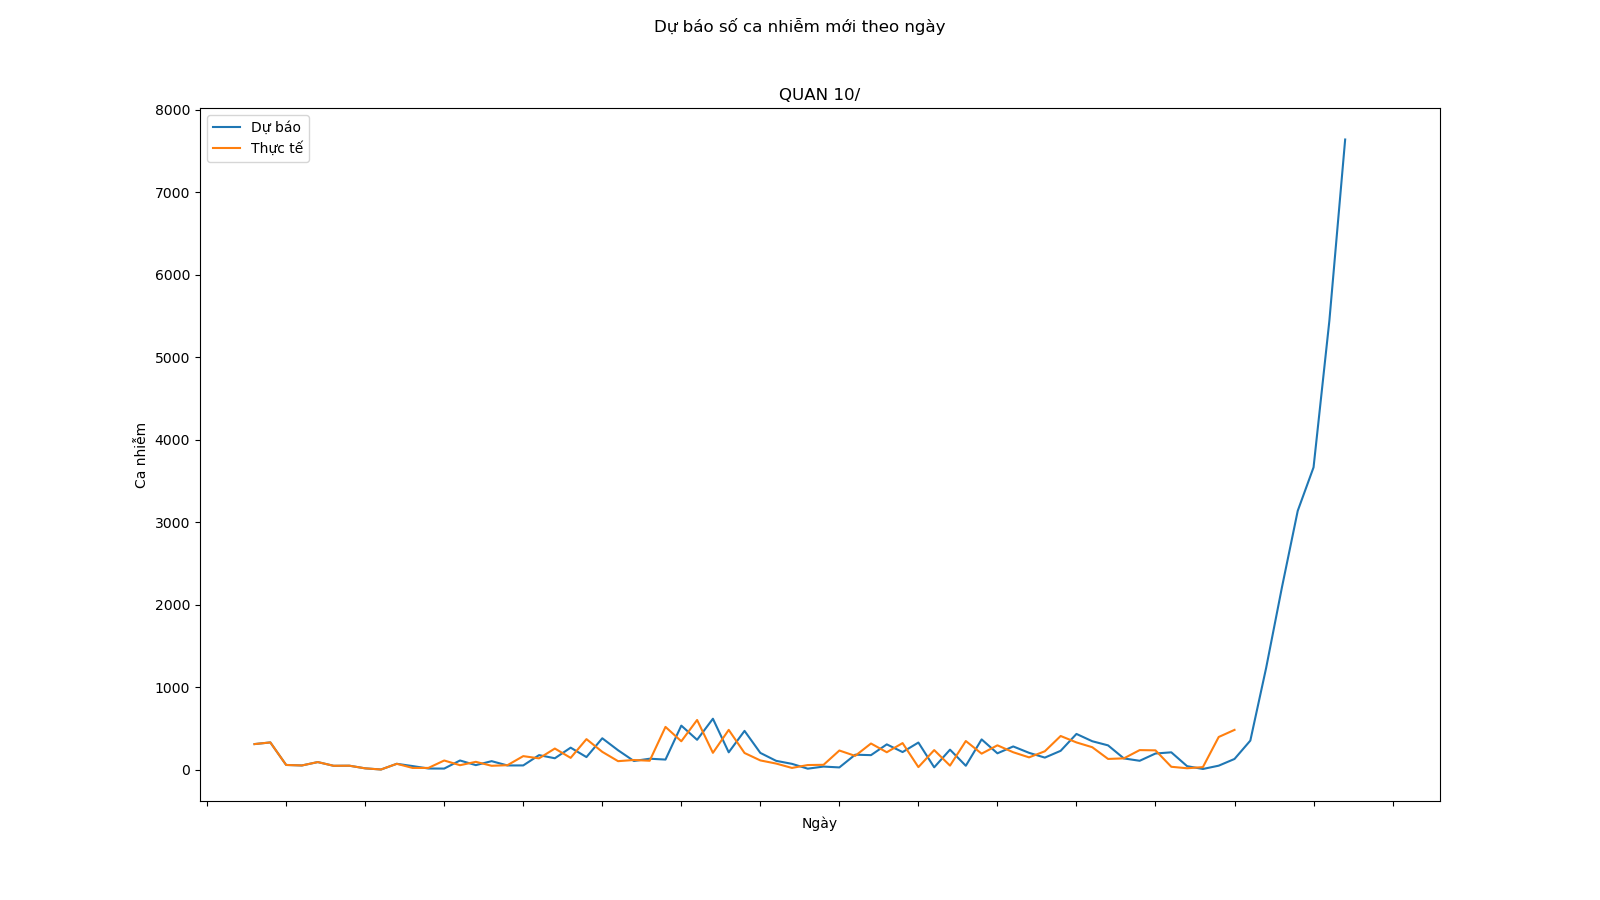 Dự báo số ca nhiễm mới theo ngày
QUAN 10/
8000
7000
6000
5000
4000
3000
2000
1000
0
Ca nhiễm
Dự báo
Thực tế
Ngày